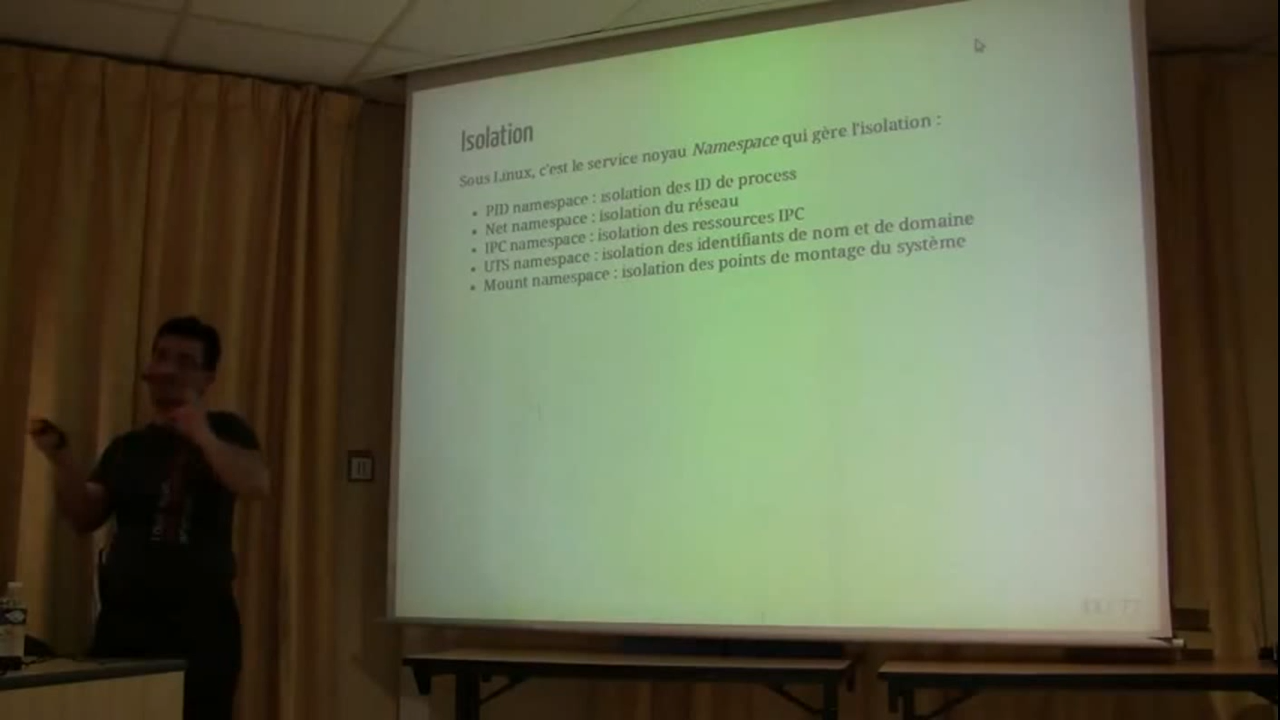 Isolation
Sous Linux, c'est le service noyau Namespace qui gère l'isolation :
• PID namespace : isolation des ID de process
• Net namespace : isolation du réseau
• IPC namespace : isolation des ressources IPC
• UTS namespace : isolation des identifiants de nom et de domaine
• Mount namespace : isolation des points de montage du système